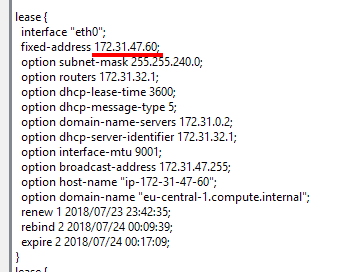 lease {
interface "eth0";
fixed-address 172.31.47.60;
option subnet-mask 255.255.240.0;
option routers 172.31.32.1;
option dhcp-lease-time 3600;
option dhcp-message-type 5;
option domain-name-servers 172.31.0.2;
option dhcp-server-identifier 172.31.32.1;
option interface-mtu 9001;
option broadcast-address 172.31.47.255;
option host-name "ip-172-31-47-60";
option domain-name "eu-central-1.compute.internal";
renew 1 2018/07/23 23:42:35;
rebind 2 2018/07/24 00:09:39;
expire 2 2018/07/24 00:17:09;
}
lease {